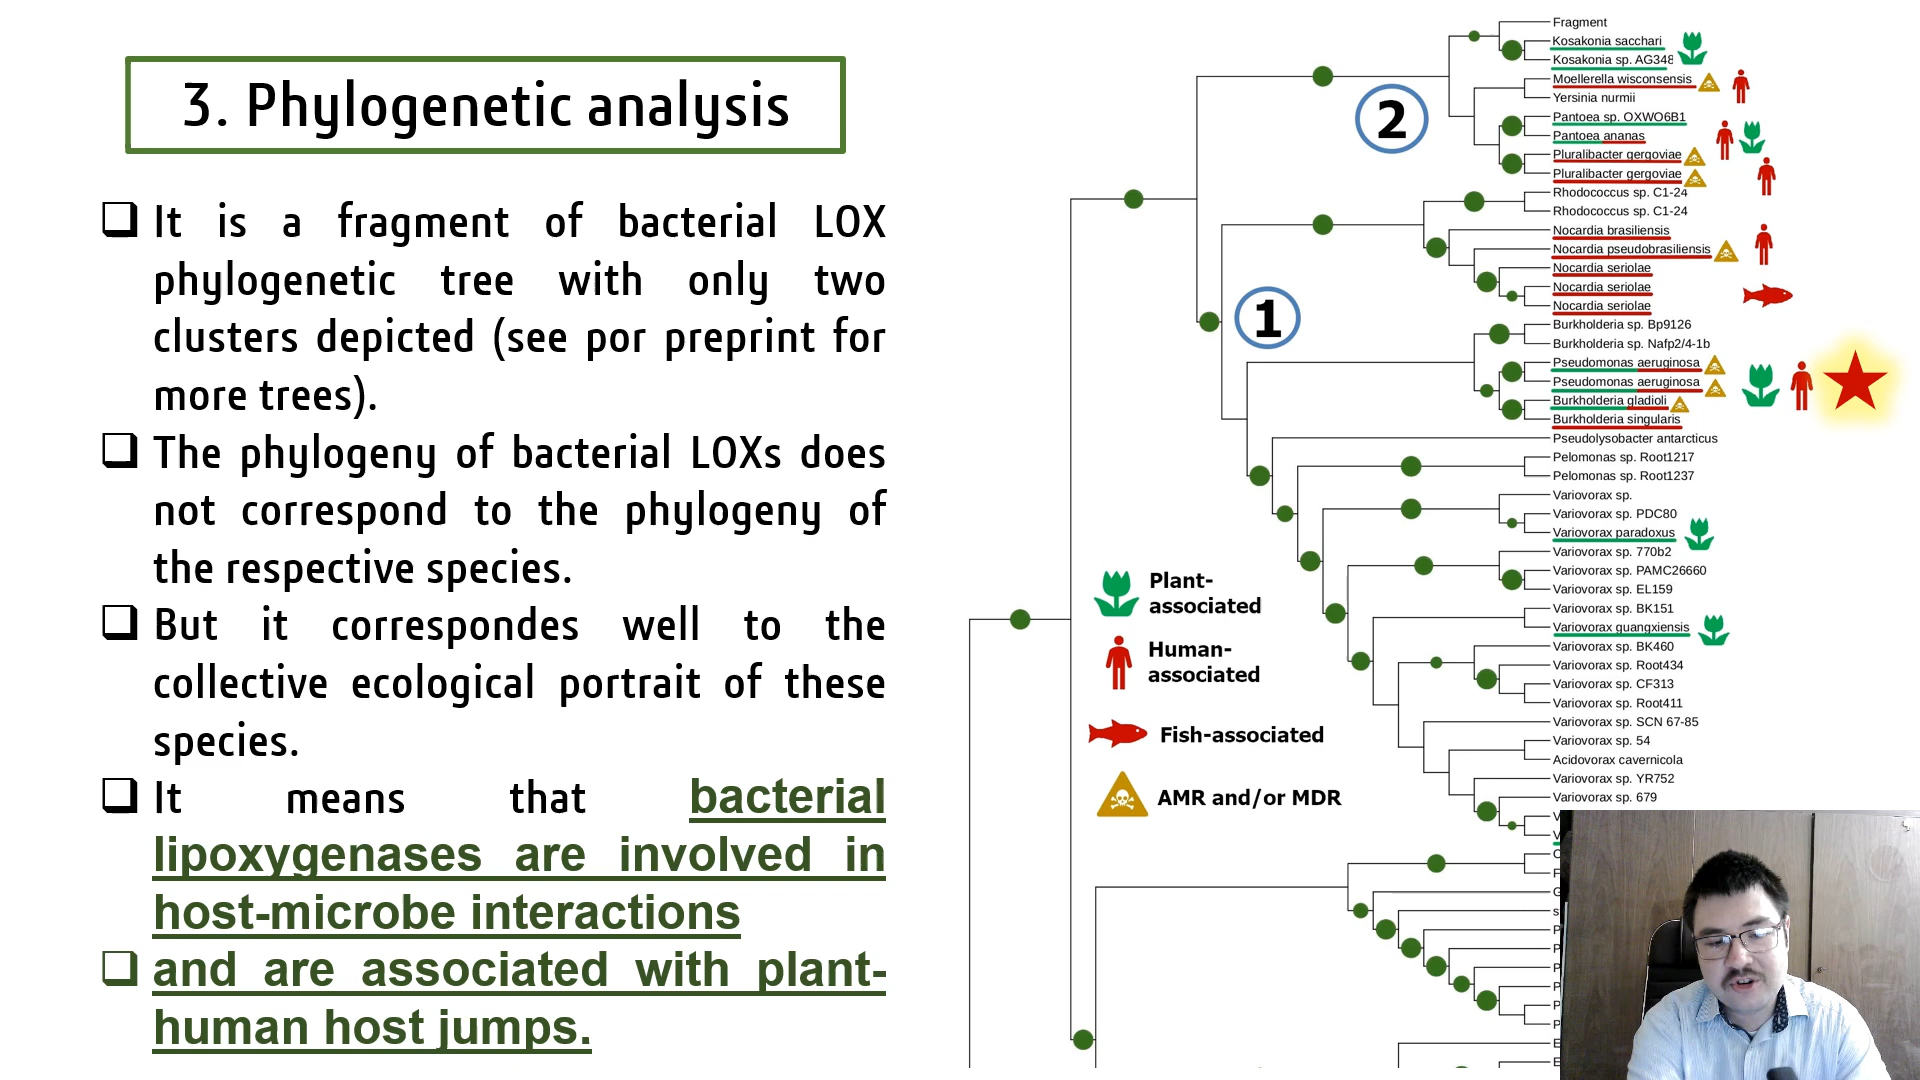 3. Phylogenetic analysis
It is a fragment of bacterial LOX
phylogenetic tree with only two
clusters depicted (see por preprint for
more trees).
The phylogeny of bacterial LOXs does
not correspond to the phylogeny of
the respective species.
But it correspondes well to the
collective ecological portrait of these
species.
It means that bacterial
lipoxygenases are involved in
host-microbe interactions
and are associated with plant-
human host jumps.
2
1
Plant-
associated
Human-
associated
Fish-associated
AMR and/or MDR
Fragment
Kosakonia sacchari
Kosakonia sp. AG348
Moellerella wisconsensis
Yersinia nurmii
Pantoea sp. OXWO6B1
Pantoea ananas
Pluralibacter gergoviae
Pluralibacter gergoviae
Rhodococcus sp. C1-24
Rhodococcus sp. C1-24
Nocardia brasiliensis
Nocardia pseudobrasiliensis
Nocardia seriolae
Nocardia seriolae
Nocardia seriolae
Burkholderia sp. Bp9126
Burkholderia sp. Nafp2/4-1b
Pseudomonas aeruginosa
Pseudomonas aeruginosa
Burkholderia gladioli
Burkholderia singularis
Pseudolysobacter antarcticus
Pelomonas sp. Root1217
Pelomonas sp. Root1237
Variovorax sp.
Variovorax sp. PDC80
Variovorax paradoxus
Variovorax sp. 770b2
Variovorax sp. PAMC26660
Variovorax sp. EL159
Variovorax sp. BK151
Variovorax guangxiensis
Variovorax sp. BK460
Variovorax sp. Root434
Variovorax sp. CF313
Variovorax sp. Root411
Variovorax sp. SCN 67-85
Variovorax sp. 54
Acidovorax cavernicola
Variovorax sp. YR752
Variovorax sp. 679